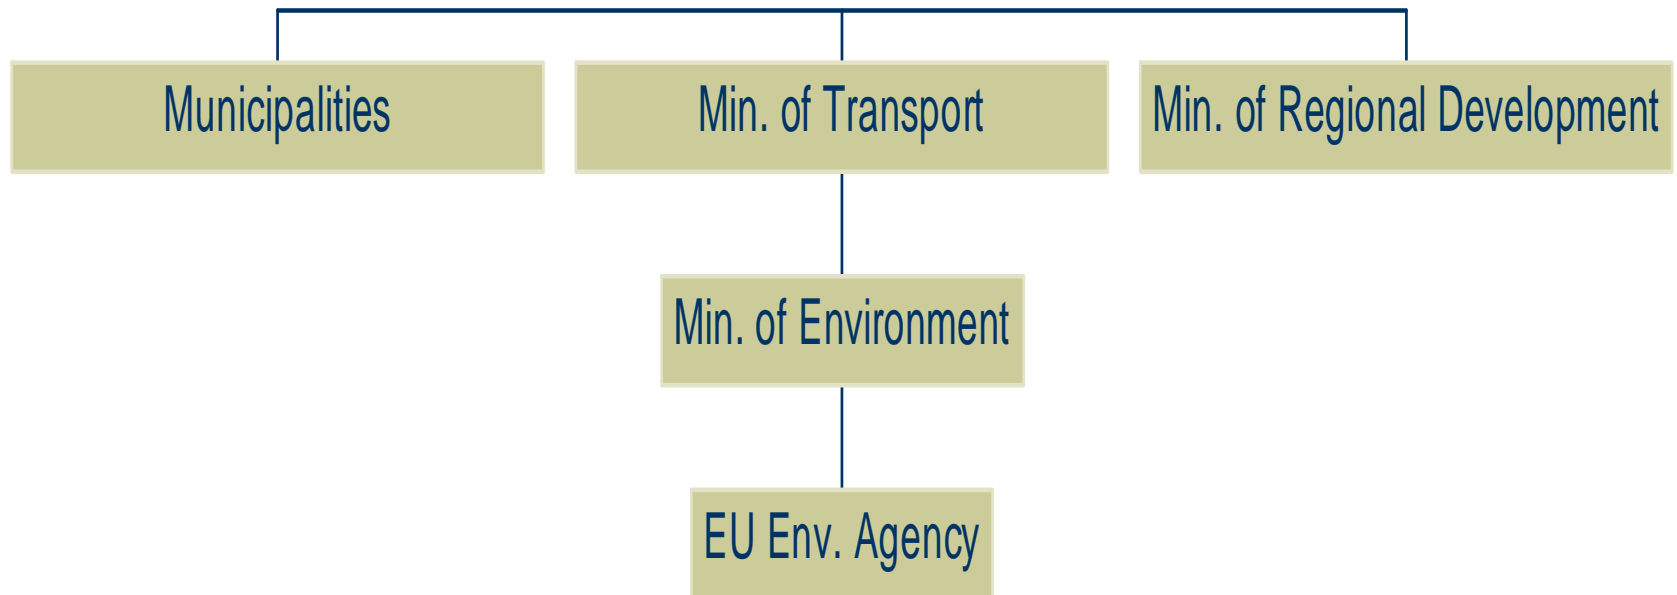 Municipalities
Min. of Transport
Min. of Regional Development
Min. of Environment
EU Env. Agency